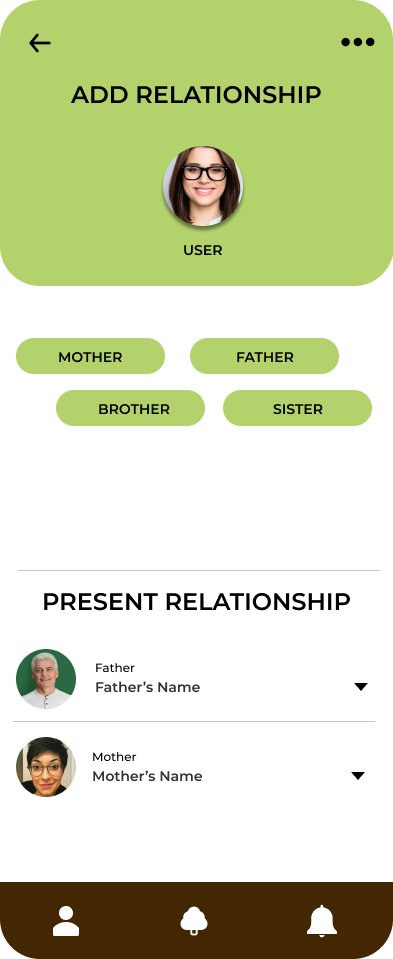 ADD RELATIONSHIP
USER
MOTHER
FATHER
BROTHER
SISTER
PRESENT RELATIONSHIP
Father
Father’s Name
Mother
Mother’s Name